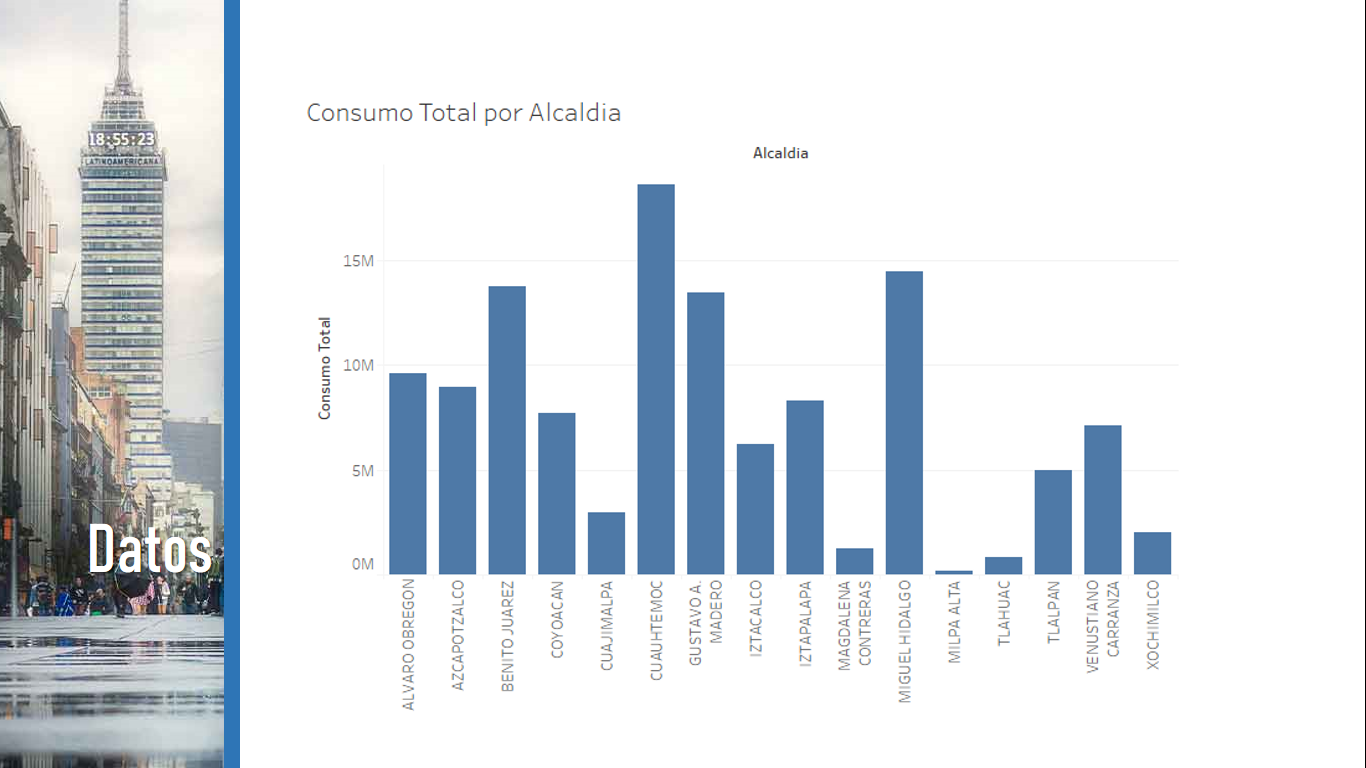 18:55:23
LATINOAMERICANA
Datos
Consumo Total por Alcaldia
Alcaldia
Consumo Total
15M
10M
5M
0M
ALVARO OBREGON
AZCAPOTZALCO
BENITO JUAREZ
COYOACAN
CUAJIMALPA
CUAUHTEMOC
GUSTAVO A.
MADERO
IZTACALCO
IZTAPALAPA
MAGDALENA
CONTRERAS
MIGUEL HIDALGO
MILPA ALTA
TLAHUAC
TLALPAN
VENUSTIANO
CARRANZA
XOCHIMILCO